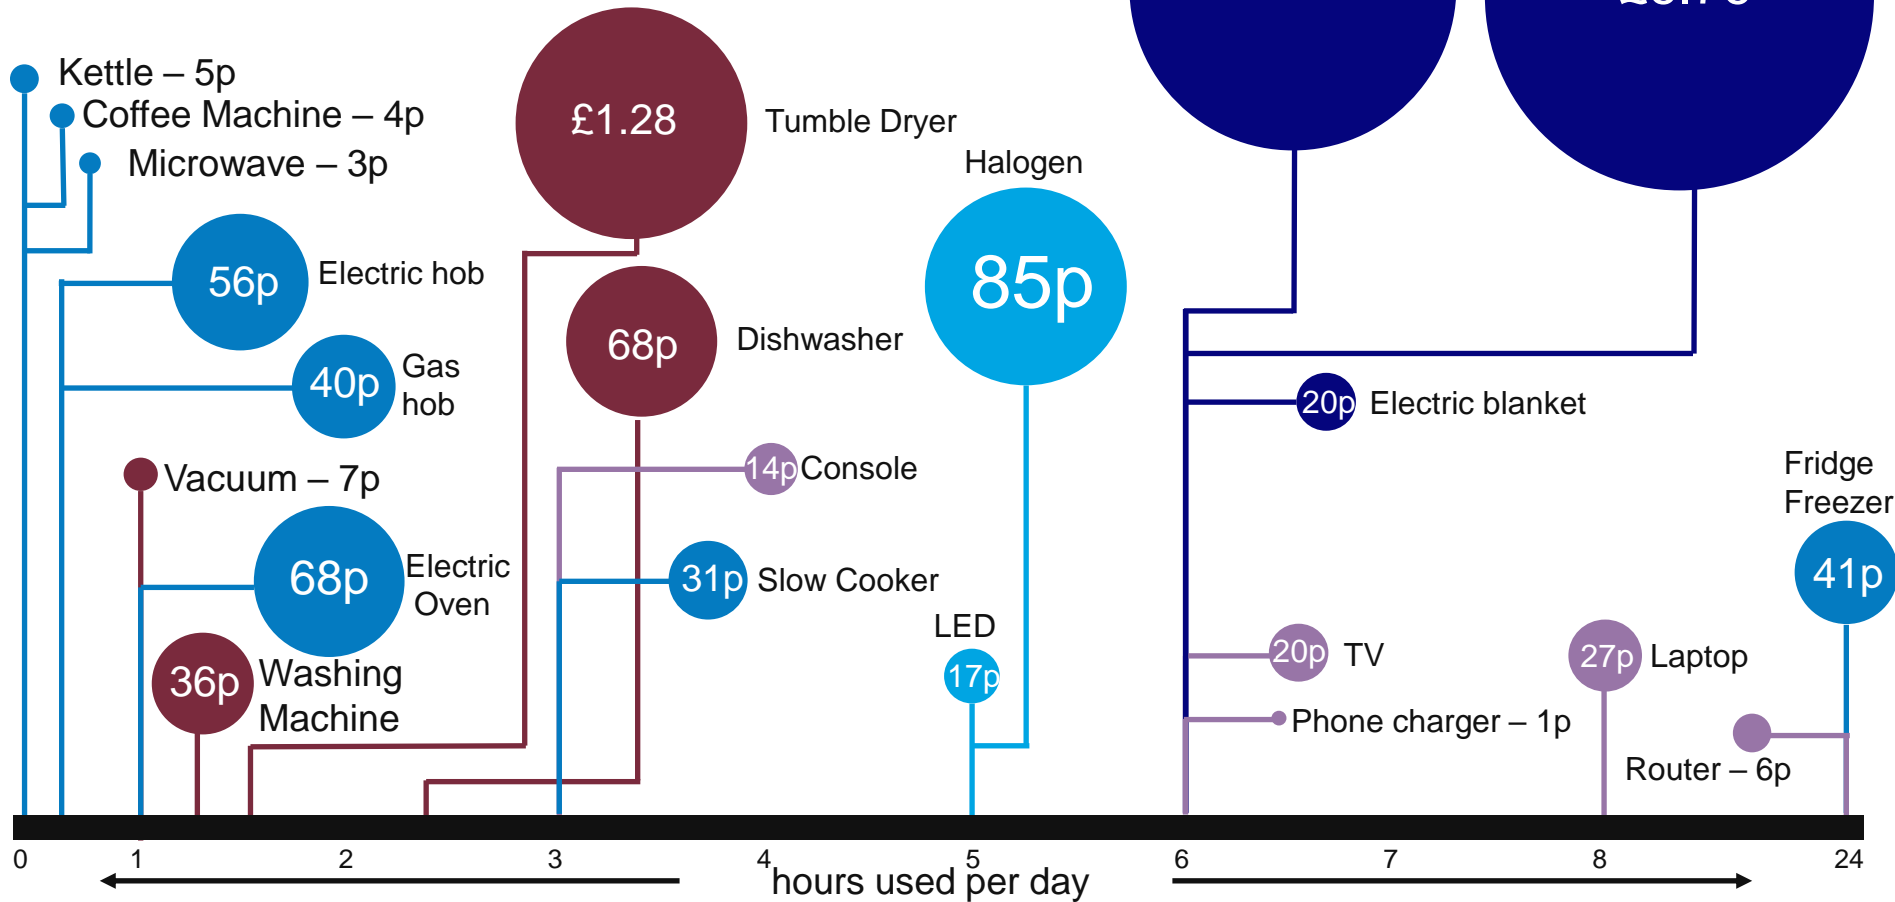 Kettle – 5p
Coffee Machine – 4p
Microwave – 3p
£1.28
Tumble Dryer
Halogen
85p
56p
Electric hob
40p
Gas
hob
68p
Dishwasher
20p
Electric blanket
Vacuum – 7p
14p
Console
Fridge
Freezer
41p
68p
Electric
Oven
31p
Slow Cooker
LED
17p
36p
Washing
Machine
20p
TV
27p
Laptop
Phone charger – 1p
Router – 6p
0 1 2 3 4 5 6 7 8 24
hours used per day